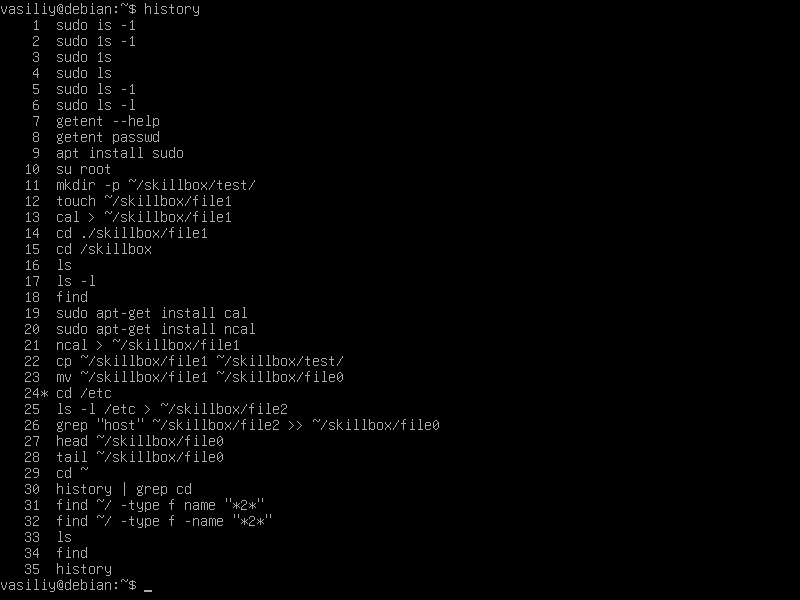 vasiliy@debian:~$ history
1 sudo is -1
2 sudo 1s -1
3 sudo 1s
4 sudo ls
5 sudo ls -1
6 sudo ls -l
7 getent --help
8 getent passwd
9 apt install sudo
10 su root
11 mkdir -p ~/skillbox/test/
12 touch ~/skillbox/file1
13 cal > ~/skillbox/file1
14 cd ./skillbox/file1
15 cd /skillbox
16 ls
17 ls -l
18 find
19 sudo apt-get install cal
20 sudo apt-get install ncal
21 ncal > ~/skillbox/file1
22 cp ~/skillbox/file1 ~/skillbox/test/
23 mv ~/skillbox/file1 ~/skillbox/file0
24* cd /etc
25 ls -l /etc > ~/skillbox/file2
26 grep "host" ~/skillbox/file2 >> ~/skillbox/file0
27 head ~/skillbox/file0
28 tail ~/skillbox/file0
29 cd ~
30 history | grep cd
31 find ~/ -type f name "*2*"
32 find ~/ -type f -name "*2*"
33 ls
34 find
35 history
vasiliy@debian:~$ _